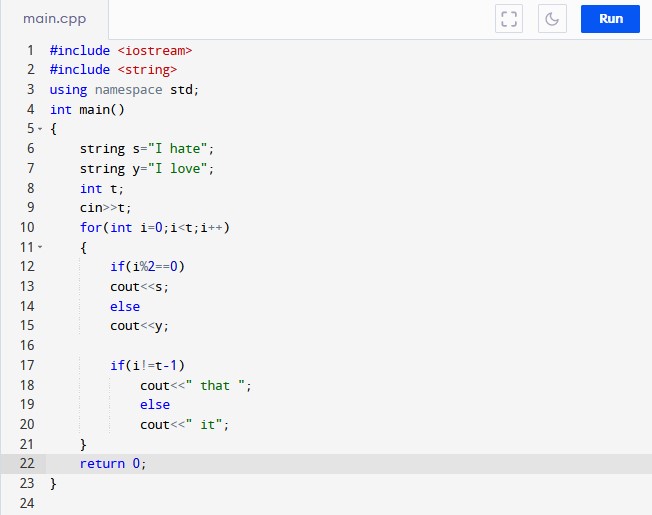 main.cpp
Run
1 #include <iostream>
2 #include <string>
3 using namespace std;
4 int main()
5 {
6     string s="I hate";
7     string y="I love";
8     int t;
9     cin>>t;
10     for(int i=0;i<t;i++)
11     {
12         if(i%2==0)
13         cout<<s;
14         else
15         cout<<y;
16
17         if(i!=t-1)
18             cout<<" that ";
19             else
20             cout<<" it";
21     }
22     return 0;
23 }
24